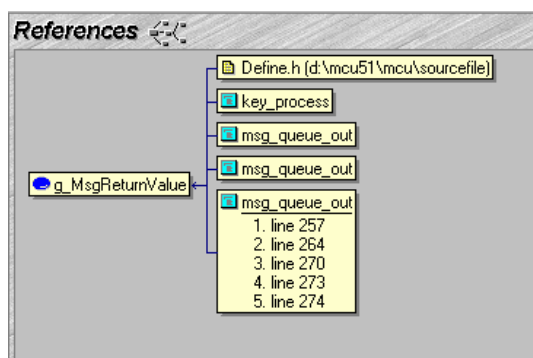 References
Define.h (d:\mcu51\mcu\sourcefile)
key_process
msg_queue_out
msg_queue_out
g_MsgReturnValue
msg_queue_out
1. line 257
2. line 264
3. line 270
4. line 273
5. line 274